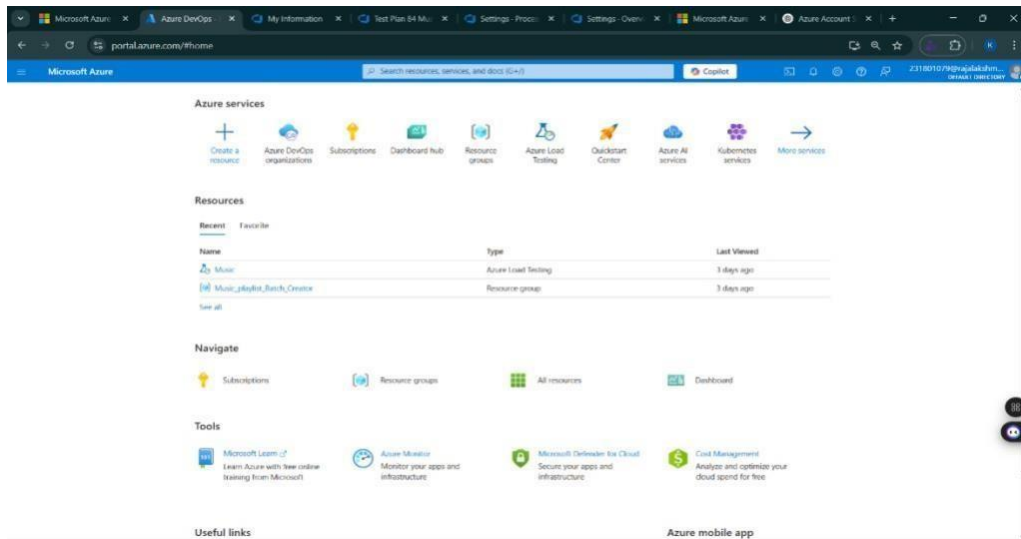 Microsoft Azure
Azure DevOps
My Information
Test Plan 84 Mu
Settings - Proce
Settings - Overv
Microsoft Azure
Azure Account
portal.azure.com/#home
Microsoft Azure
Search resources, services, and docs (G+/)
Copilot
231801079@rajalakshm...
DEFAULT DIRECTORY
Azure services
Create a resource
Azure DevOps organizations
Subscriptions
Dashboard hub
Resource groups
Azure Load Testing
Quickstart Center
Azure AI services
Kubernetes services
More services
Resources
Recent Favorite
Name Type Last Viewed
Music Azure Load Testing 3 days ago
Music_playlist_Batch_Creator Resource group 3 days ago
See all
Navigate
Subscriptions Resource groups All resources Dashboard
Tools
Microsoft Learn
Learn Azure with free online
training from Microsoft
Azure Monitor
Monitor your apps and
infrastructure
Microsoft Defender for Cloud
Secure your apps and
infrastructure
Cost Management
Analyze and optimize your
cloud spend for free
Useful links Azure mobile app